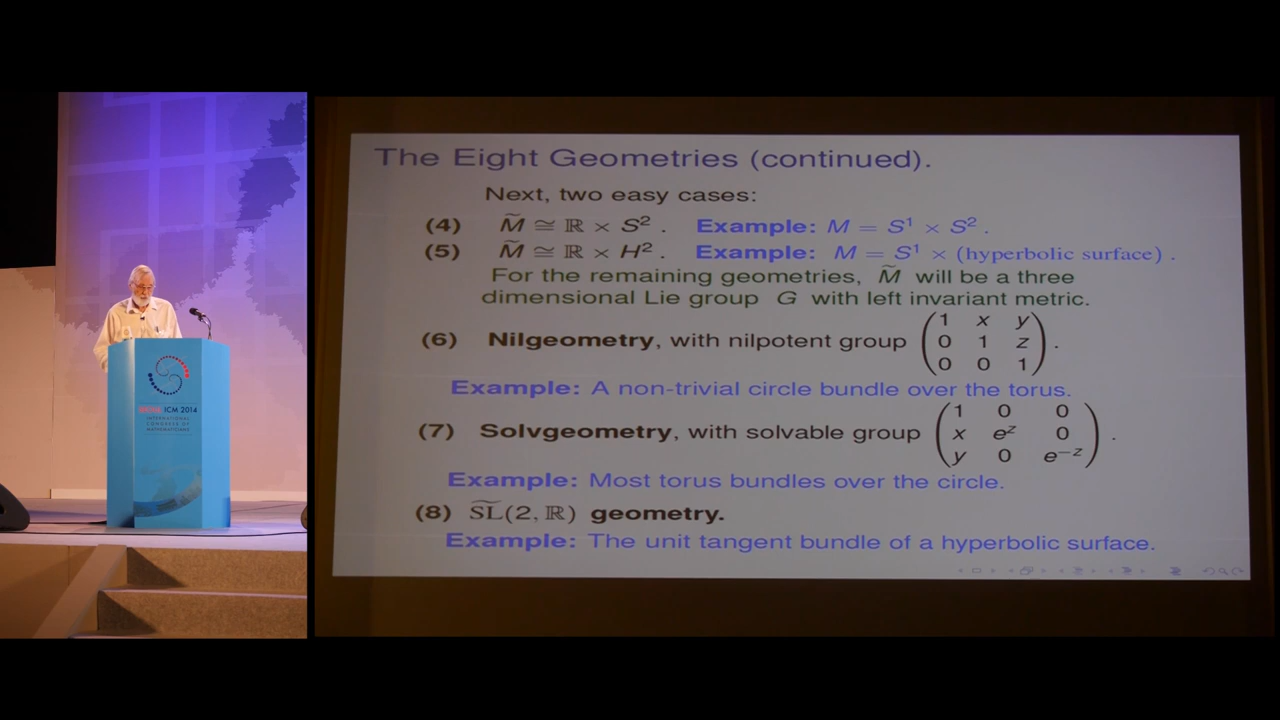 The Eight Geometries (continued).
Next, two easy cases:
(4) M̃ ≅ ℝ × S². Example: M = S¹ × S².
(5) M̃ ≅ ℝ × H². Example: M = S¹ × (hyperbolic surface).
For the remaining geometries, M̃ will be a three
dimensional Lie group G with left invariant metric.
1 x y
(6) Nilgeometry, with nilpotent group 0 1 z .
0 0 1
Example: A non-trivial circle bundle over the torus.
1 0 0
(7) Solvgeometry, with solvable group x e^z 0 .
y 0 e^{-z}
Example: Most torus bundles over the circle.
(8) S̃L(2, ℝ) geometry.
Example: The unit tangent bundle of a hyperbolic surface.
ICM 2014
INTERNATIONAL
CONGRESS OF
MATHEMATICIANS